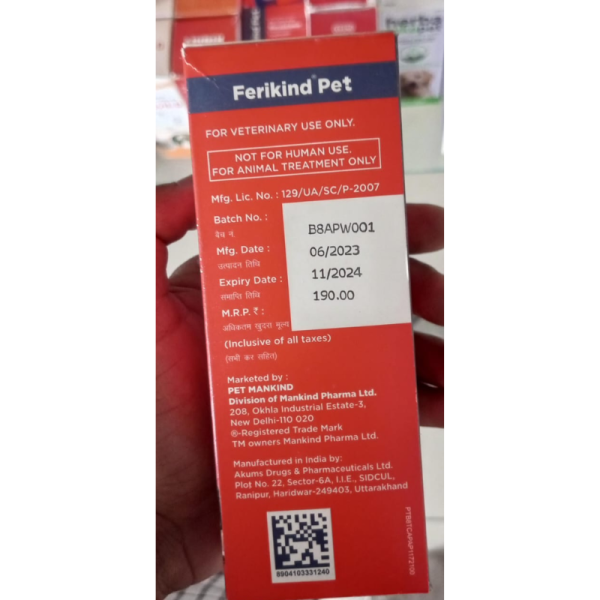 Ferikind® Pet
FOR VETERINARY USE ONLY.
NOT FOR HUMAN USE.
FOR ANIMAL TREATMENT ONLY
Mfg. Lic. No. : 129/UA/SC/P-2007
Batch No. : B8APW001
बैच नं.
Mfg. Date : 06/2023
उत्पादन तिथि
Expiry Date : 11/2024
समाप्ति तिथि
M.R.P. ₹ : 190.00
अधिकतम खुदरा मूल्य
(Inclusive of all taxes)
(सभी कर सहित)
Marketed by :
PET MANKIND
Division of Mankind Pharma Ltd.
208, Okhla Industrial Estate-3,
New Delhi-110 020
®-Registered Trade Mark
TM owners Mankind Pharma Ltd.
Manufactured in India by:
Akums Drugs & Pharmaceuticals Ltd.
Plot No. 22, Sector-6A, I.I.E., SIDCUL,
Ranipur, Haridwar-249403, Uttarakhand
8904103331240
herba
pet